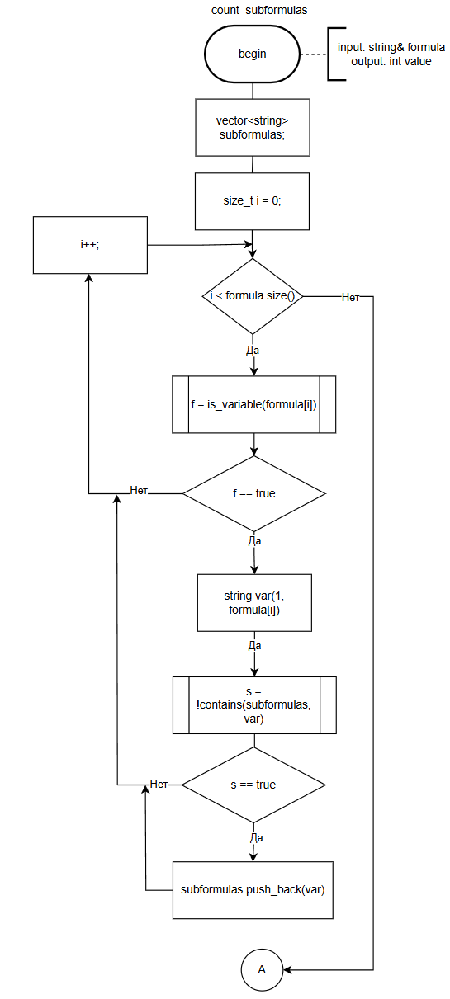 count_subformulas
begin
input: string& formula
output: int value
vector<string>
subformulas;
size_t i = 0;
i++;
i < formula.size()
Нет
Да
f = is_variable(formula[i])
f == true
Нет
Да
string var(1,
formula[i])
Да
s =
!contains(subformulas,
var)
s == true
Нет
Да
subformulas.push_back(var)
A